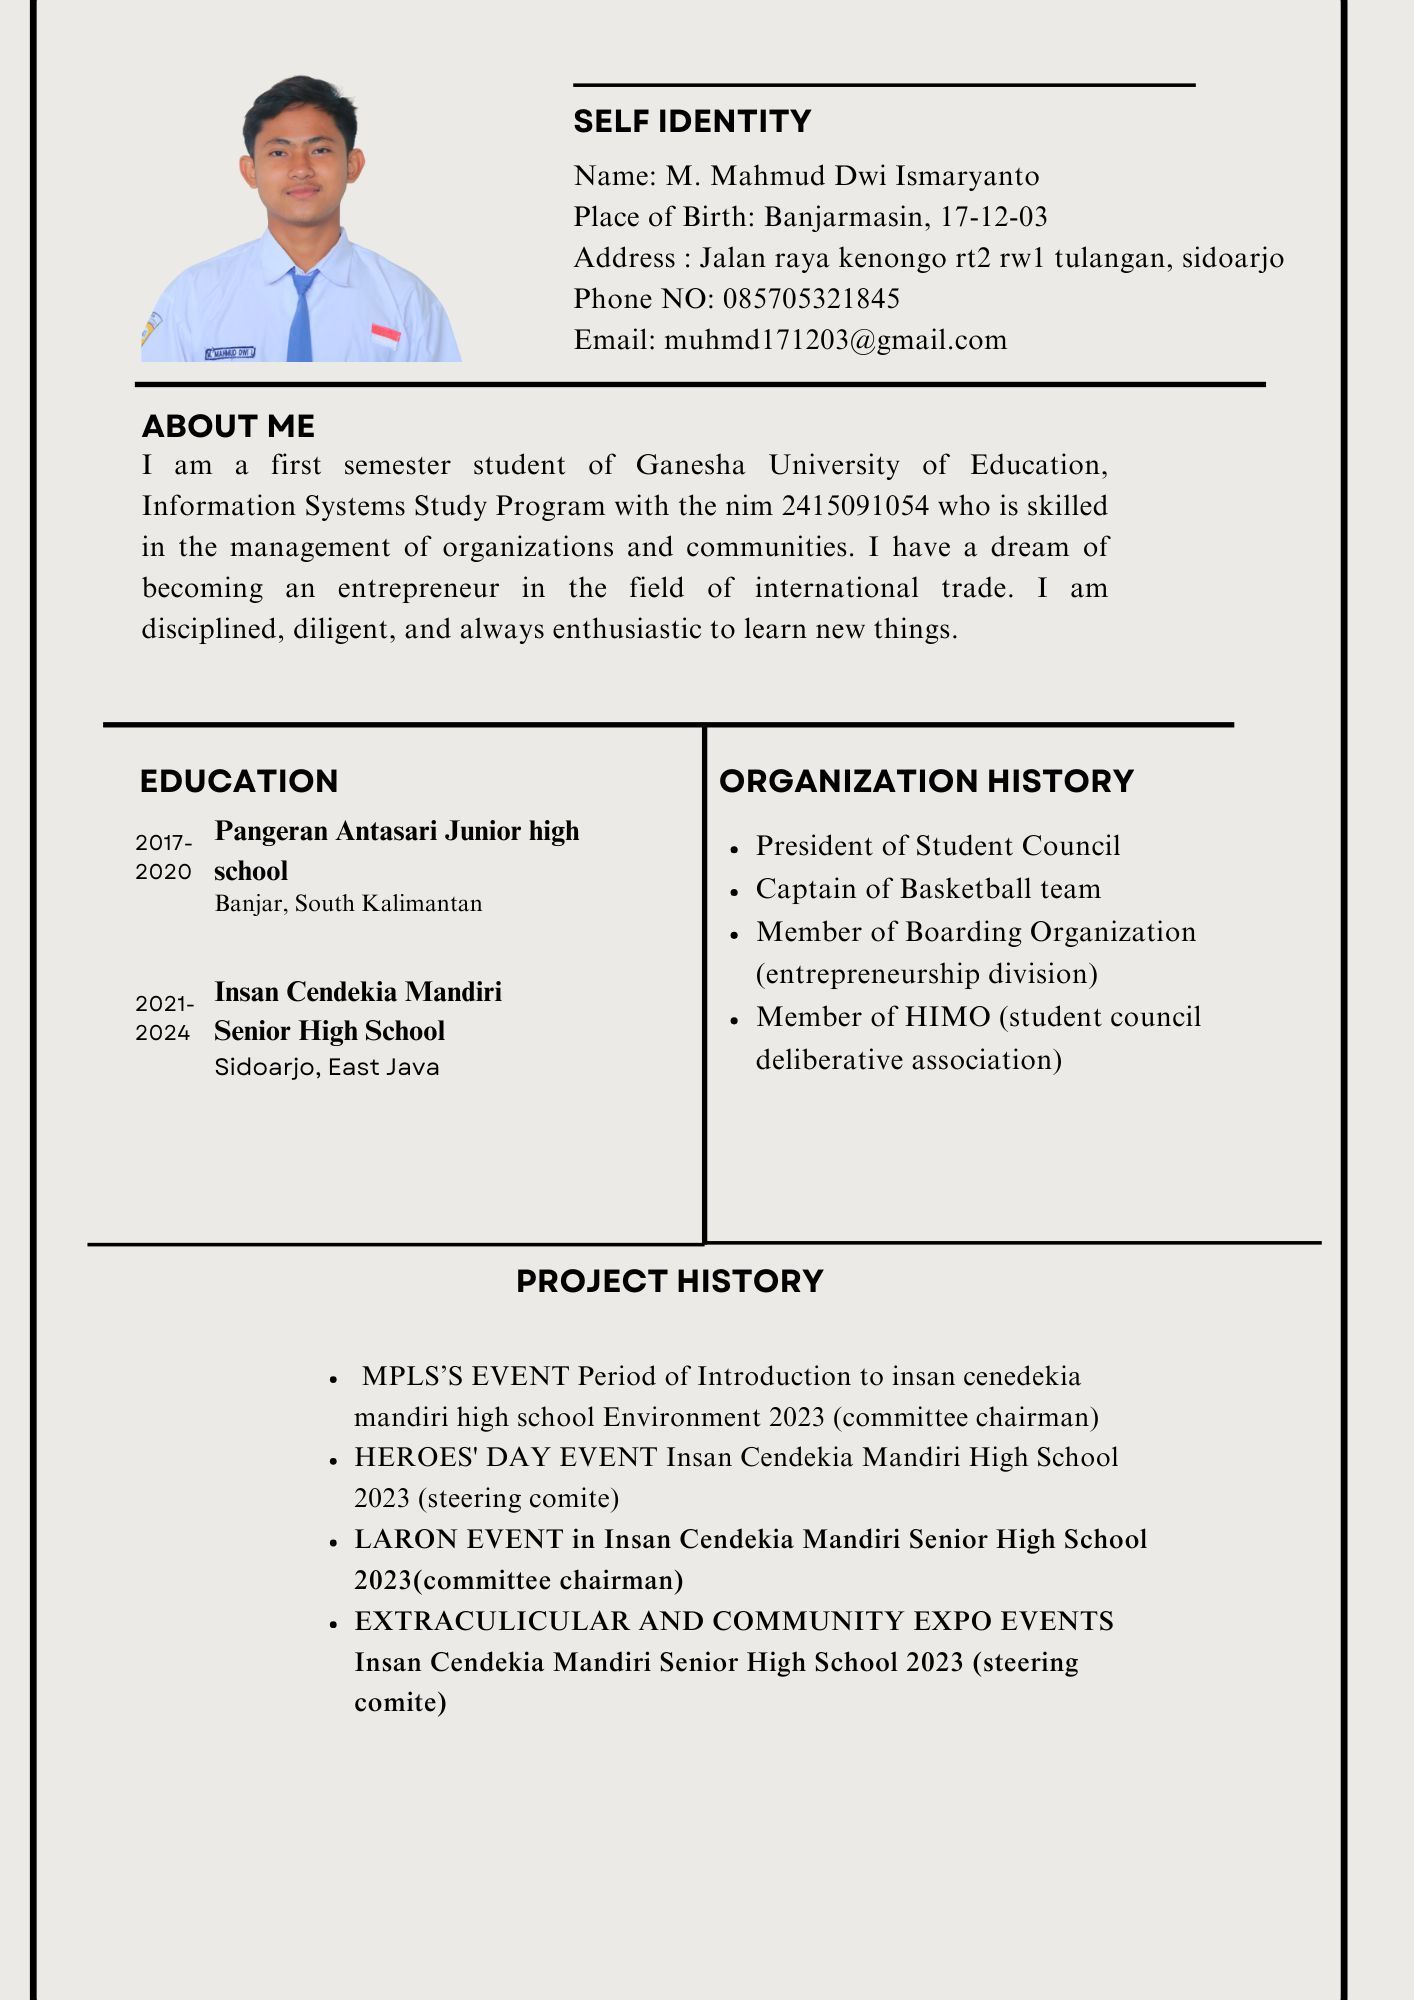 SELF IDENTITY
Name: M. Mahmud Dwi Ismaryanto
Place of Birth: Banjarmasin, 17-12-03
Address : Jalan raya kenongo rt2 rw1 tulangan, sidoarjo
Phone NO: 085705321845
Email: muhmd171203@gmail.com
M. MAHMUD DWI I.
ABOUT ME
I am a first semester student of Ganesha University of Education,
Information Systems Study Program with the nim 2415091054 who is skilled
in the management of organizations and communities. I have a dream of
becoming an entrepreneur in the field of international trade. I am
disciplined, diligent, and always enthusiastic to learn new things.
EDUCATION
2017-
2020
Pangeran Antasari Junior high
school
Banjar, South Kalimantan
2021-
2024
Insan Cendekia Mandiri
Senior High School
Sidoarjo, East Java
ORGANIZATION HISTORY
• President of Student Council
• Captain of Basketball team
• Member of Boarding Organization
(entrepreneurship division)
• Member of HIMO (student council
deliberative association)
PROJECT HISTORY
• MPLS’S EVENT Period of Introduction to insan cenedekia
mandiri high school Environment 2023 (committee chairman)
• HEROES' DAY EVENT Insan Cendekia Mandiri High School
2023 (steering comite)
• LARON EVENT in Insan Cendekia Mandiri Senior High School
2023(committee chairman)
• EXTRACULICULAR AND COMMUNITY EXPO EVENTS
Insan Cendekia Mandiri Senior High School 2023 (steering
comite)